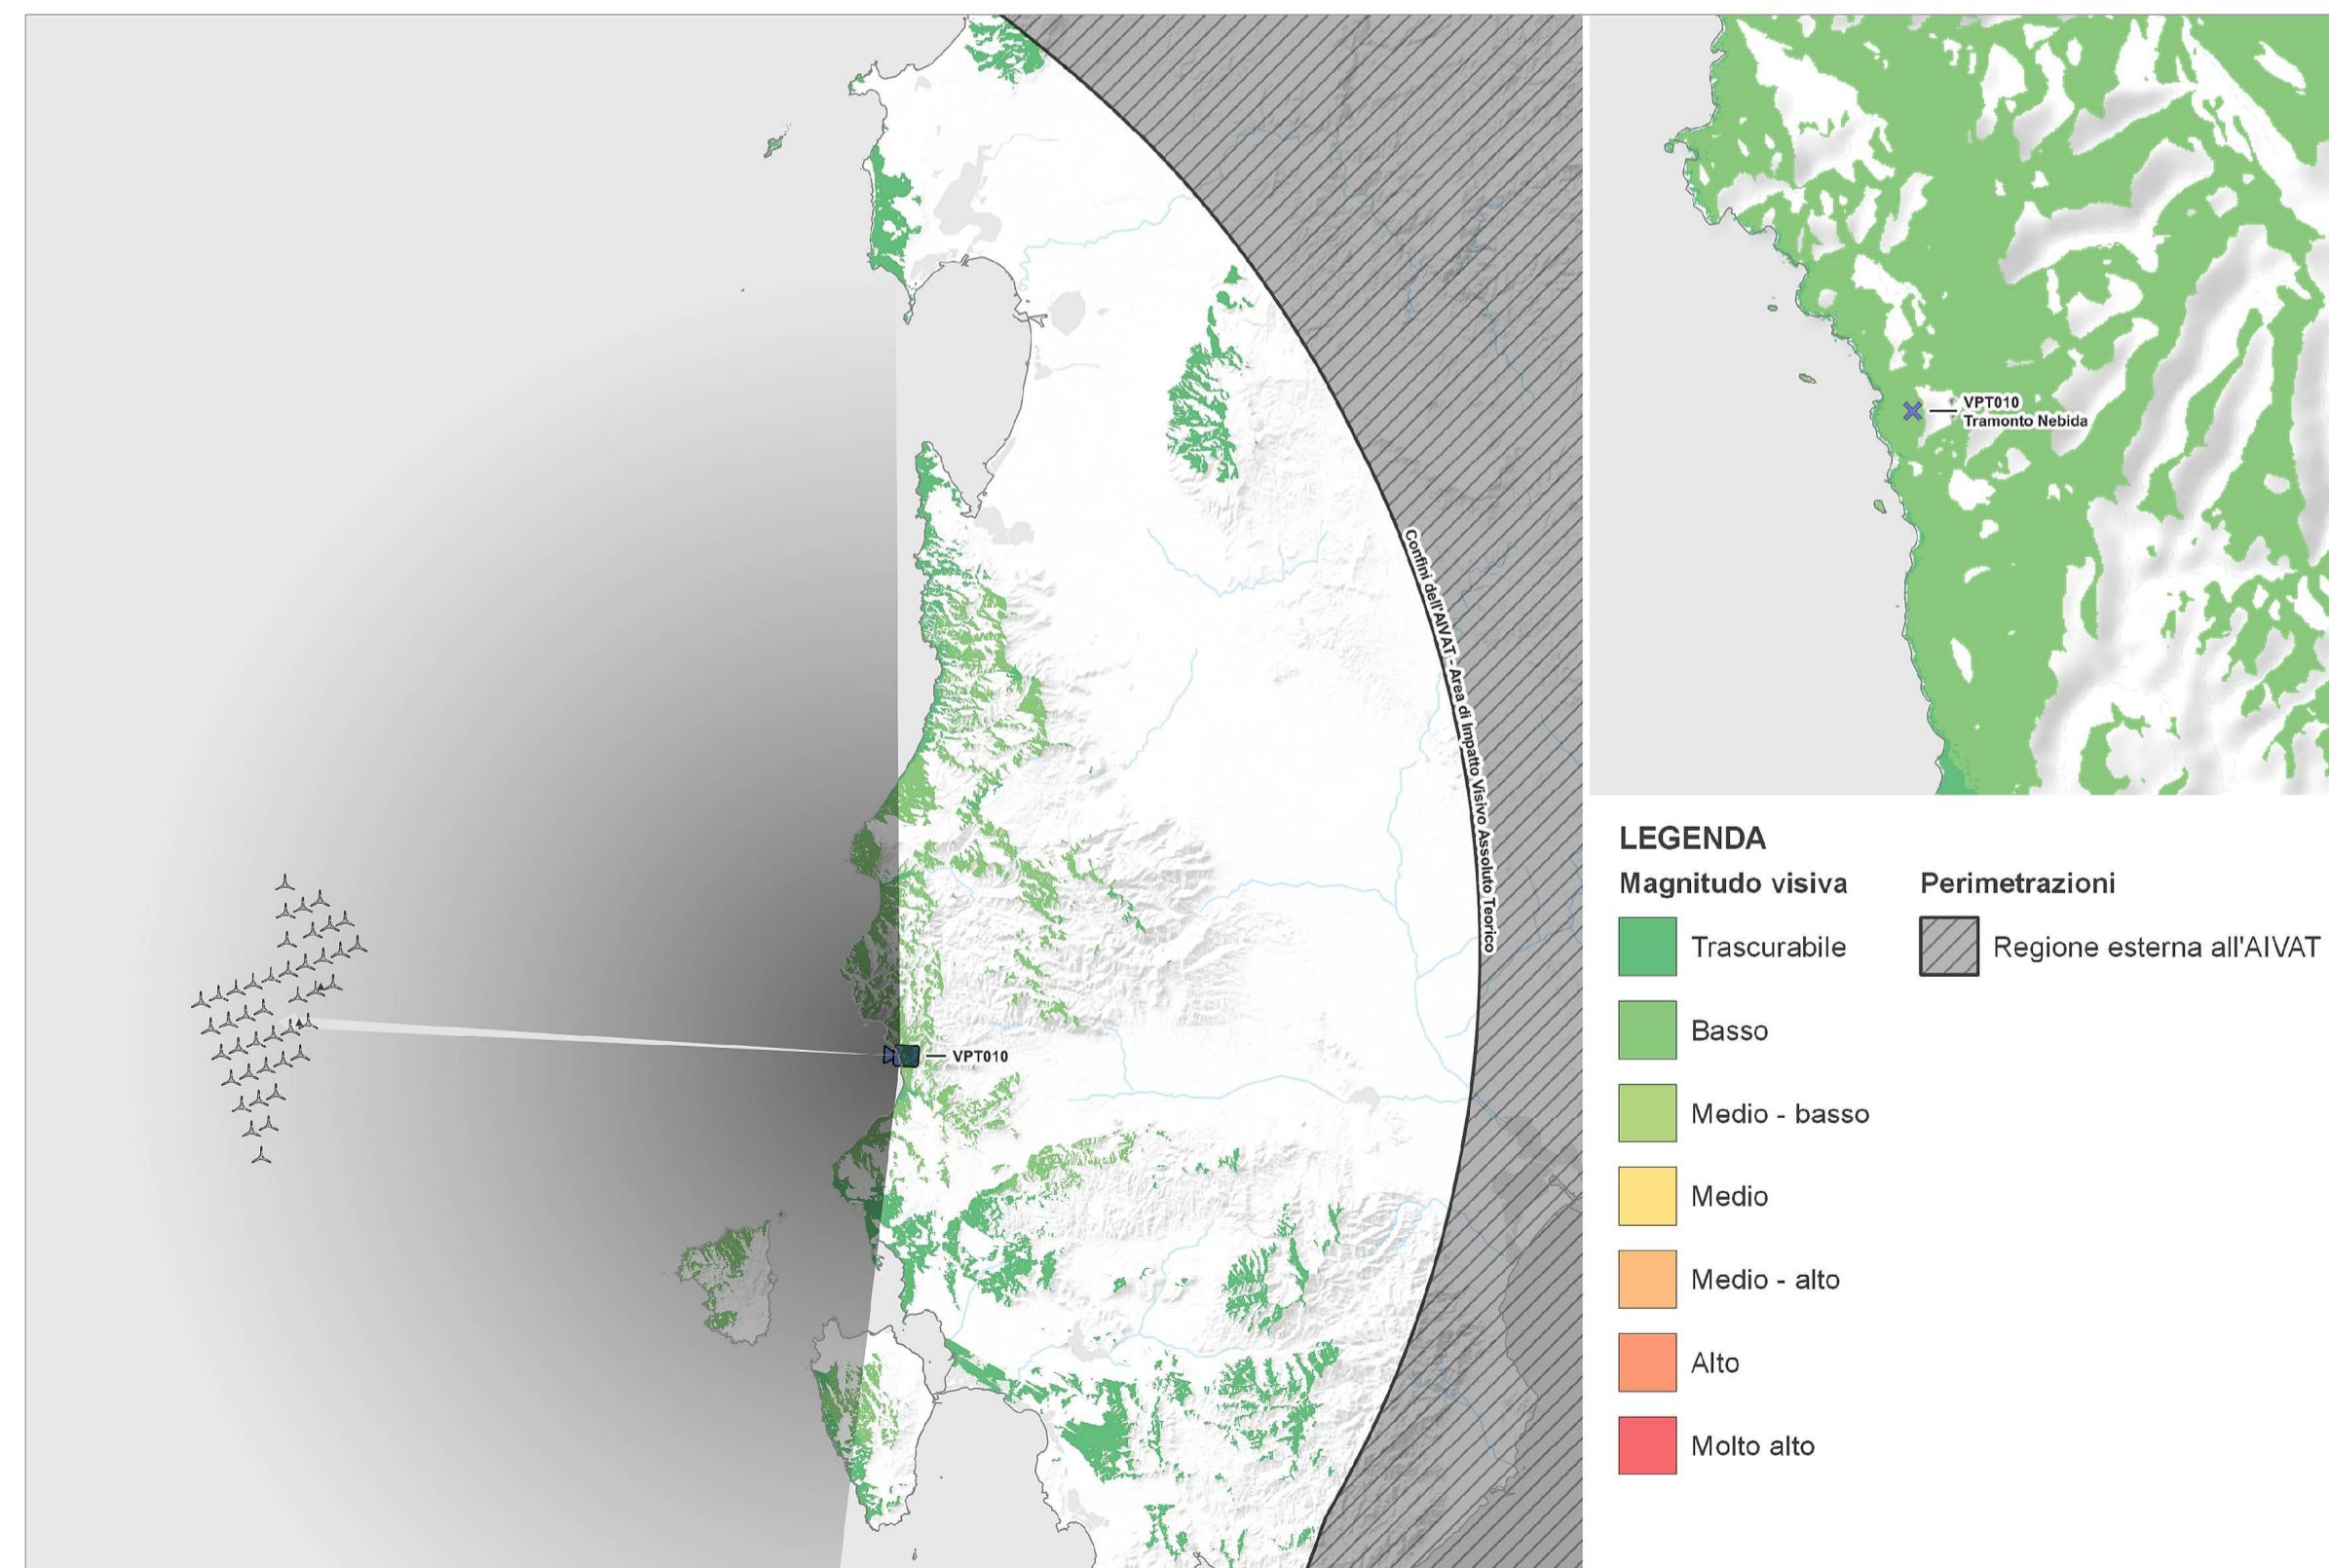 Confini dell'AIVAT - Area di Impatto Visivo Assoluto Teorico
VPT010
VPT010
Tramonto Nebida
LEGENDA
Magnitudo visiva
Trascurabile
Basso
Medio - basso
Medio
Medio - alto
Alto
Molto alto
Perimetrazioni
Regione esterna all'AIVAT